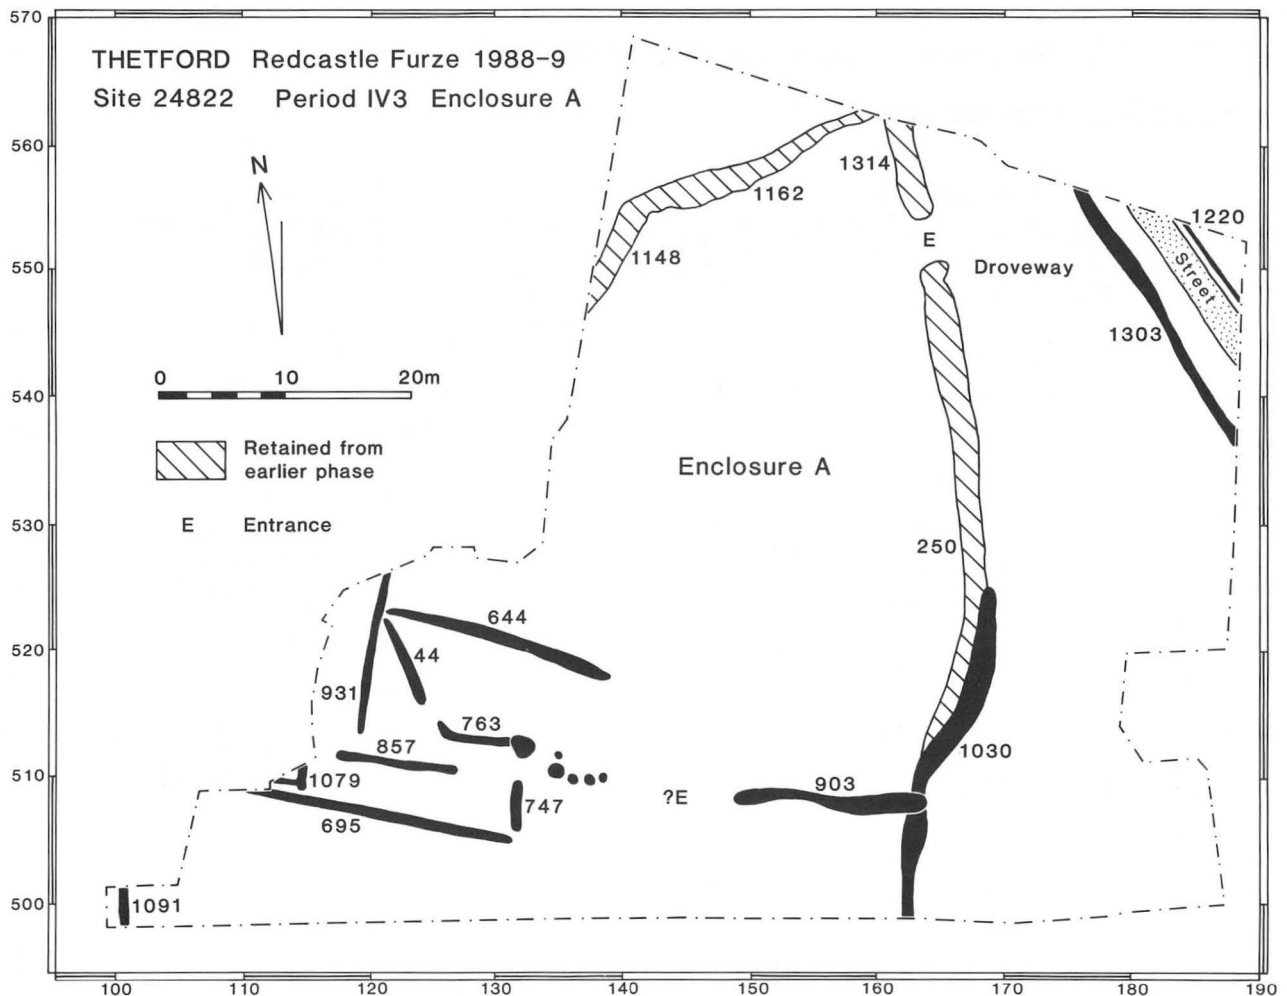 THETFORD Redcastle Furze 1988-9
Site 24822 Period IV3 Enclosure A
N
0 10 20m
Retained from
earlier phase
E Entrance
570
560
550
540
530
520
510
500
1314
1162
1148
E
Droveway
1220
Street
1303
Enclosure A
250
644
44
931
763
857
1079
747
695
1091
?E
903
1030
100 110 120 130 140 150 160 170 180 190